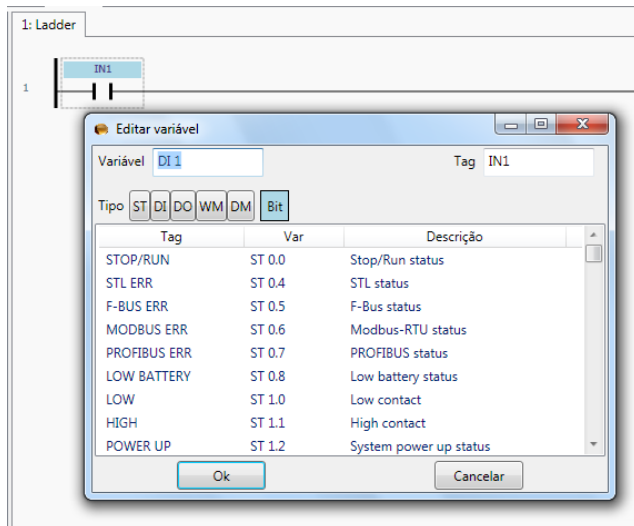 1: Ladder
IN1
1
Editar variável
Variável DI 1 Tag IN1
Tipo ST DI DO WM DM Bit
Tag Var Descrição
STOP/RUN ST 0.0 Stop/Run status
STL ERR ST 0.4 STL status
F-BUS ERR ST 0.5 F-Bus status
MODBUS ERR ST 0.6 Modbus-RTU status
PROFIBUS ERR ST 0.7 PROFIBUS status
LOW BATTERY ST 0.8 Low battery status
LOW ST 1.0 Low contact
HIGH ST 1.1 High contact
POWER UP ST 1.2 System power up status
Ok Cancelar